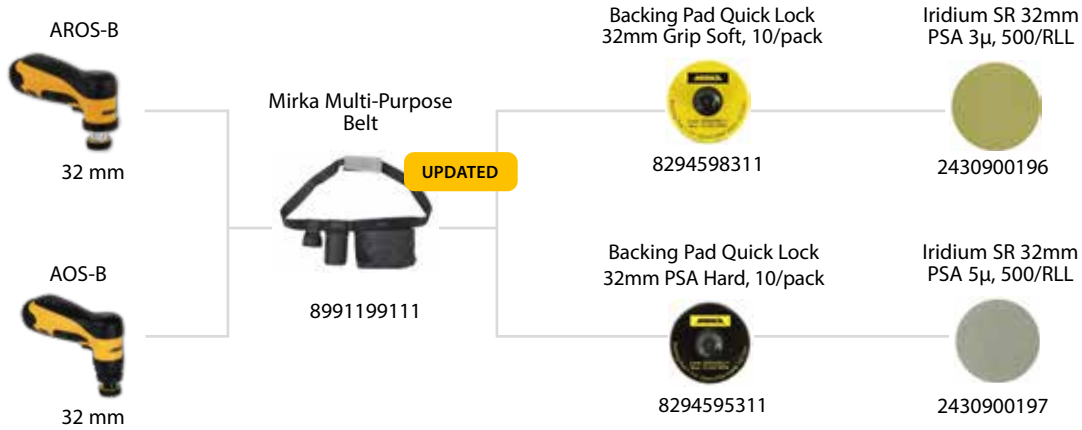 AROS-B
32 mm
AOS-B
32 mm
Mirka Multi-Purpose
Belt
UPDATED
8991199111
Backing Pad Quick Lock
32mm Grip Soft, 10/pack
8294598311
Iridium SR 32mm
PSA 3µ, 500/RLL
2430900196
Backing Pad Quick Lock
32mm PSA Hard, 10/pack
8294595311
Iridium SR 32mm
PSA 5µ, 500/RLL
2430900197